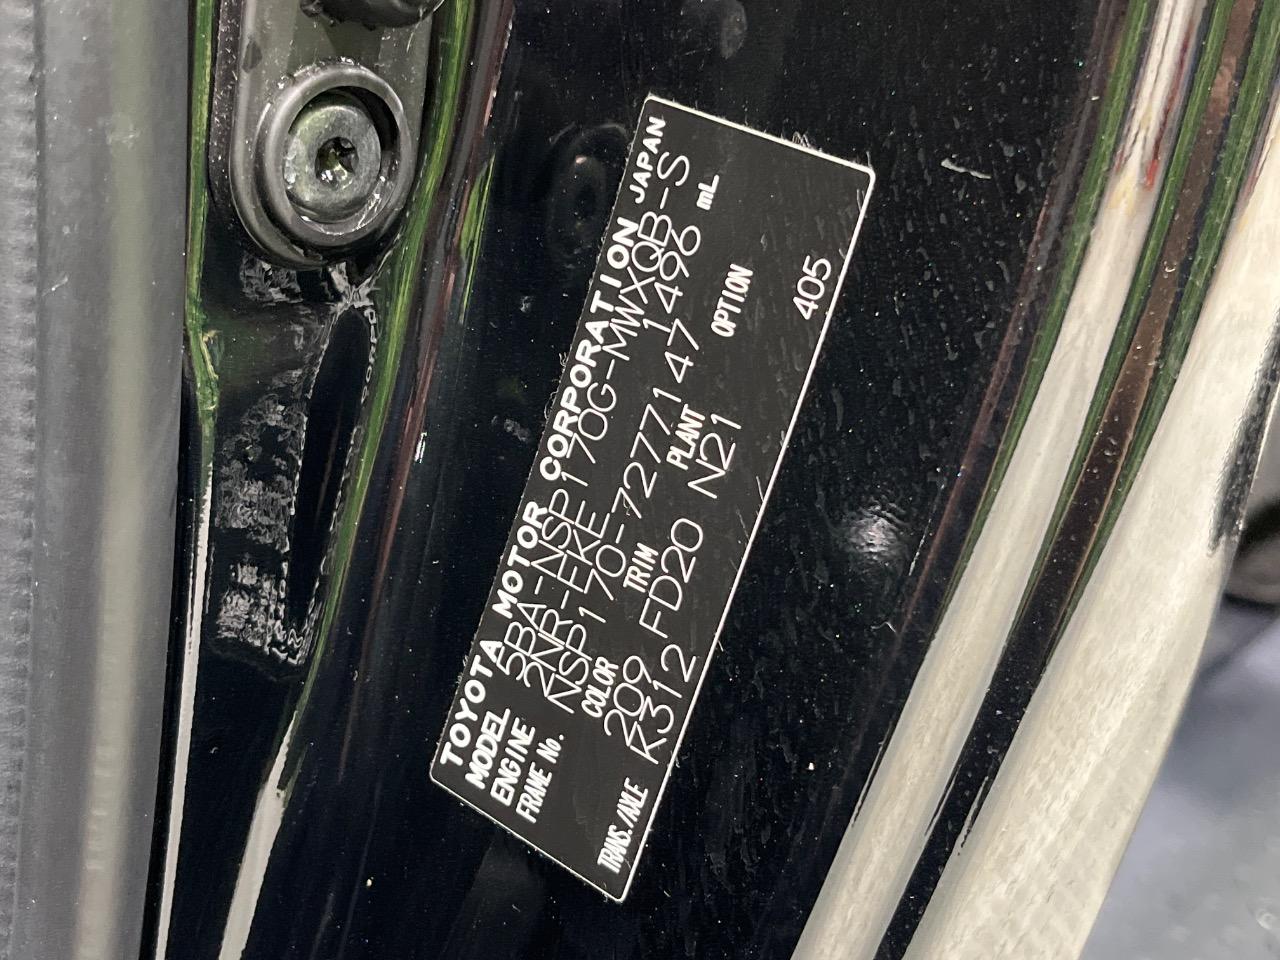 TOYOTA MOTOR CORPORATION JAPAN
MODEL 5BA-NSP170G-MWXQB-S
ENGINE 2NR-FKE 1496 mL
FRAME No. NSP170-7277147
COLOR TRIM PLANT OPTION
209 FD20 N21
TRANS./AXLE K312 405